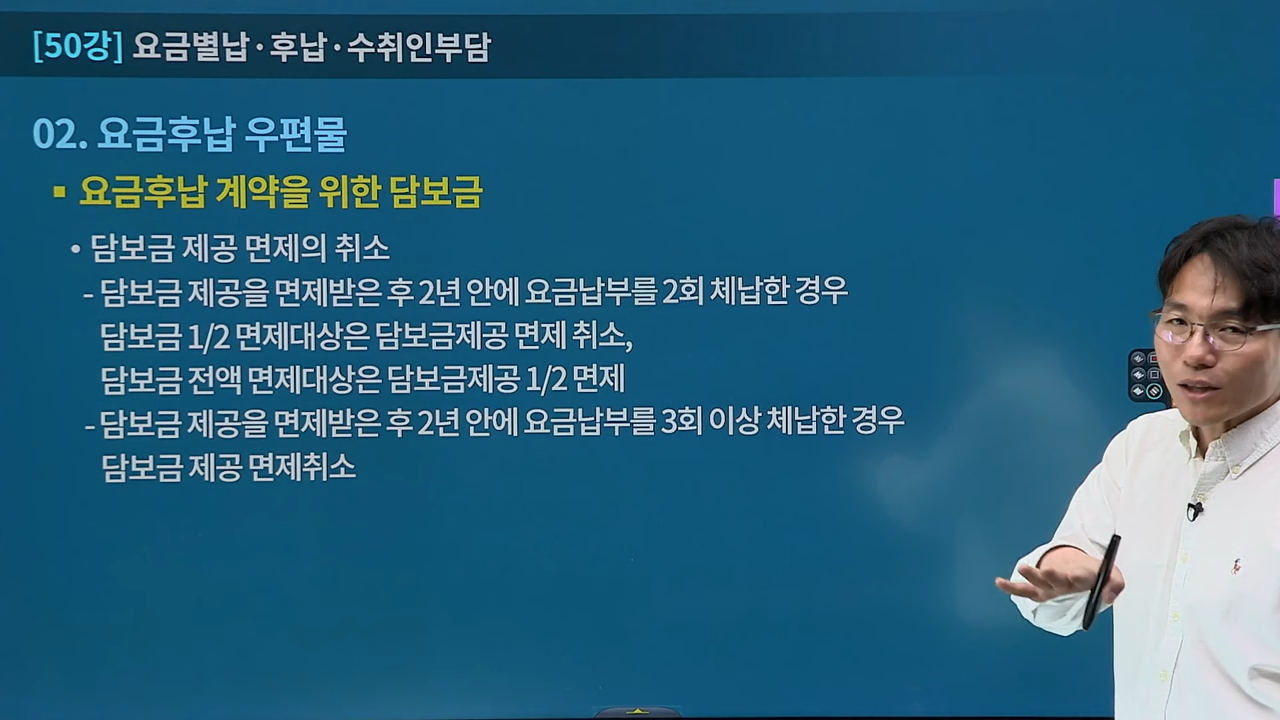 [50강] 요금별납·후납·수취인부담
02. 요금후납 우편물
▪ 요금후납 계약을 위한 담보금
• 담보금 제공 면제의 취소
- 담보금 제공을 면제받은 후 2년 안에 요금납부를 2회 체납한 경우
담보금 1/2 면제대상은 담보금제공 면제 취소,
담보금 전액 면제대상은 담보금제공 1/2 면제
- 담보금 제공을 면제받은 후 2년 안에 요금납부를 3회 이상 체납한 경우
담보금 제공 면제취소